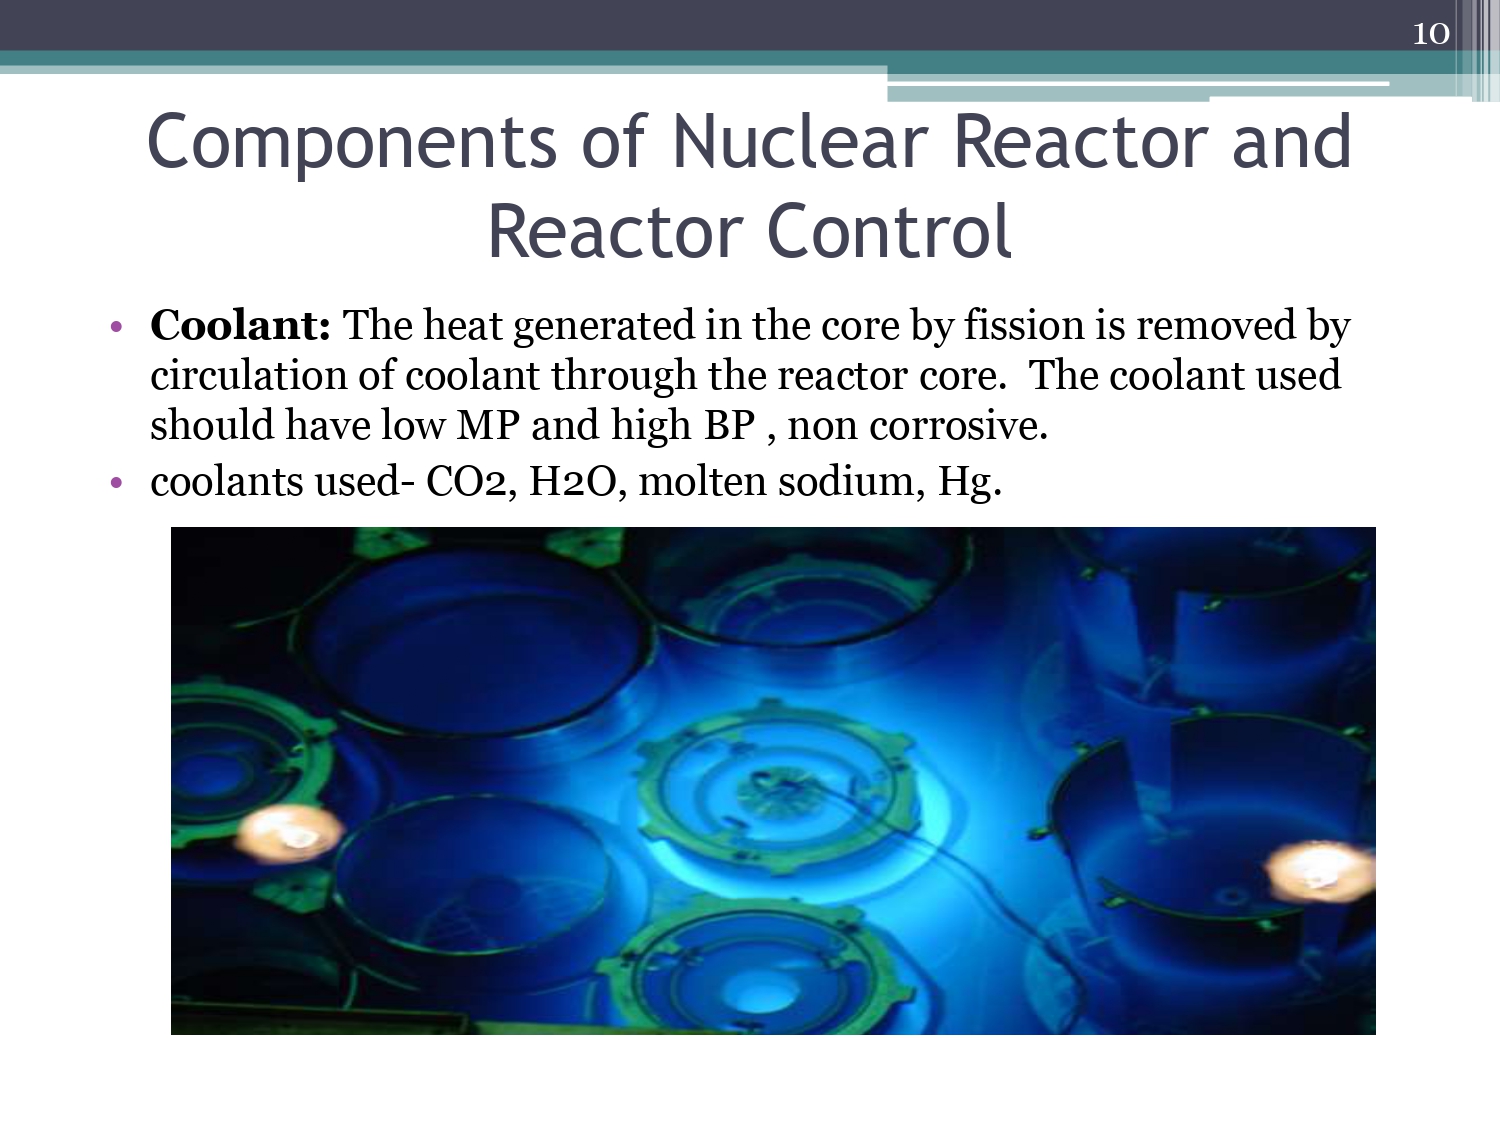 10
Components of Nuclear Reactor and
Reactor Control
• Coolant: The heat generated in the core by fission is removed by
circulation of coolant through the reactor core.  The coolant used
should have low MP and high BP , non corrosive.
• coolants used- CO2, H2O, molten sodium, Hg.